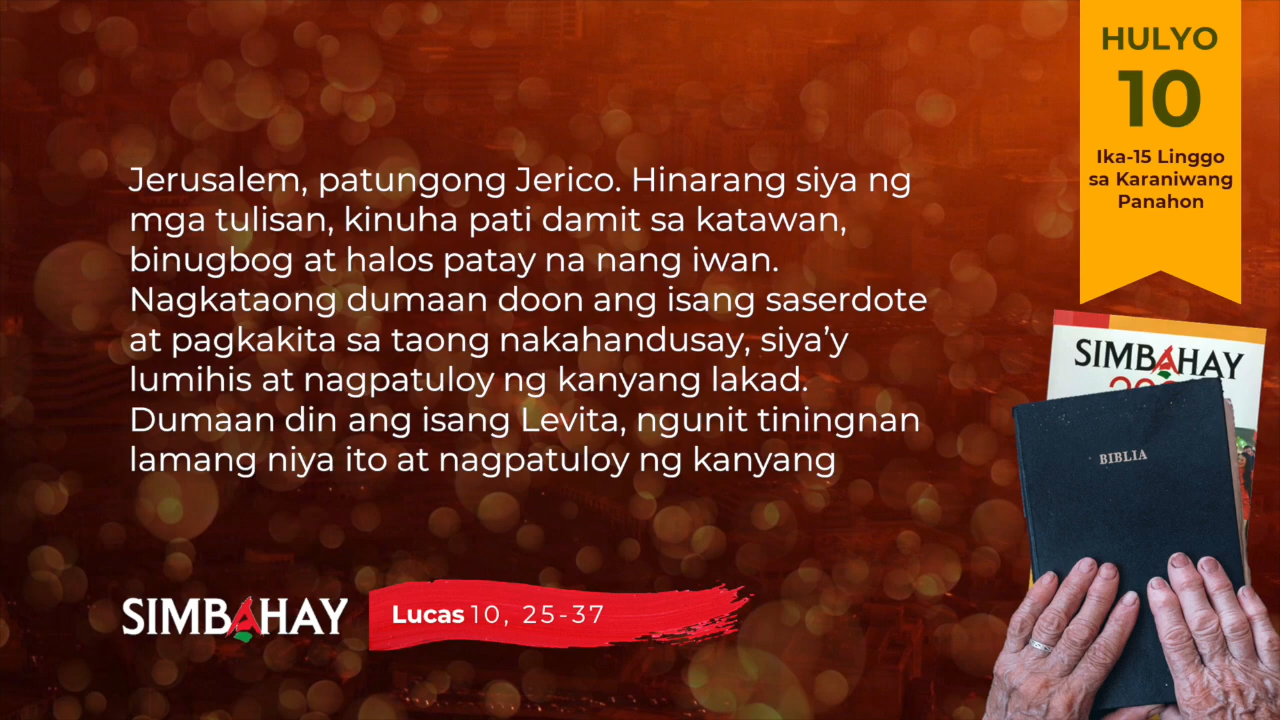 HULYO
10
Ika-15 Linggo
sa Karaniwang
Panahon
Jerusalem, patungong Jerico. Hinarang siya ng
mga tulisan, kinuha pati damit sa katawan,
binugbog at halos patay na nang iwan.
Nagkataong dumaan doon ang isang saserdote
at pagkakita sa taong nakahandusay, siya’y
lumihis at nagpatuloy ng kanyang lakad.
Dumaan din ang isang Levita, ngunit tiningnan
lamang niya ito at nagpatuloy ng kanyang
SIMBAHAY
BIBLIA
SIMBAHAY
Lucas 10, 25-37